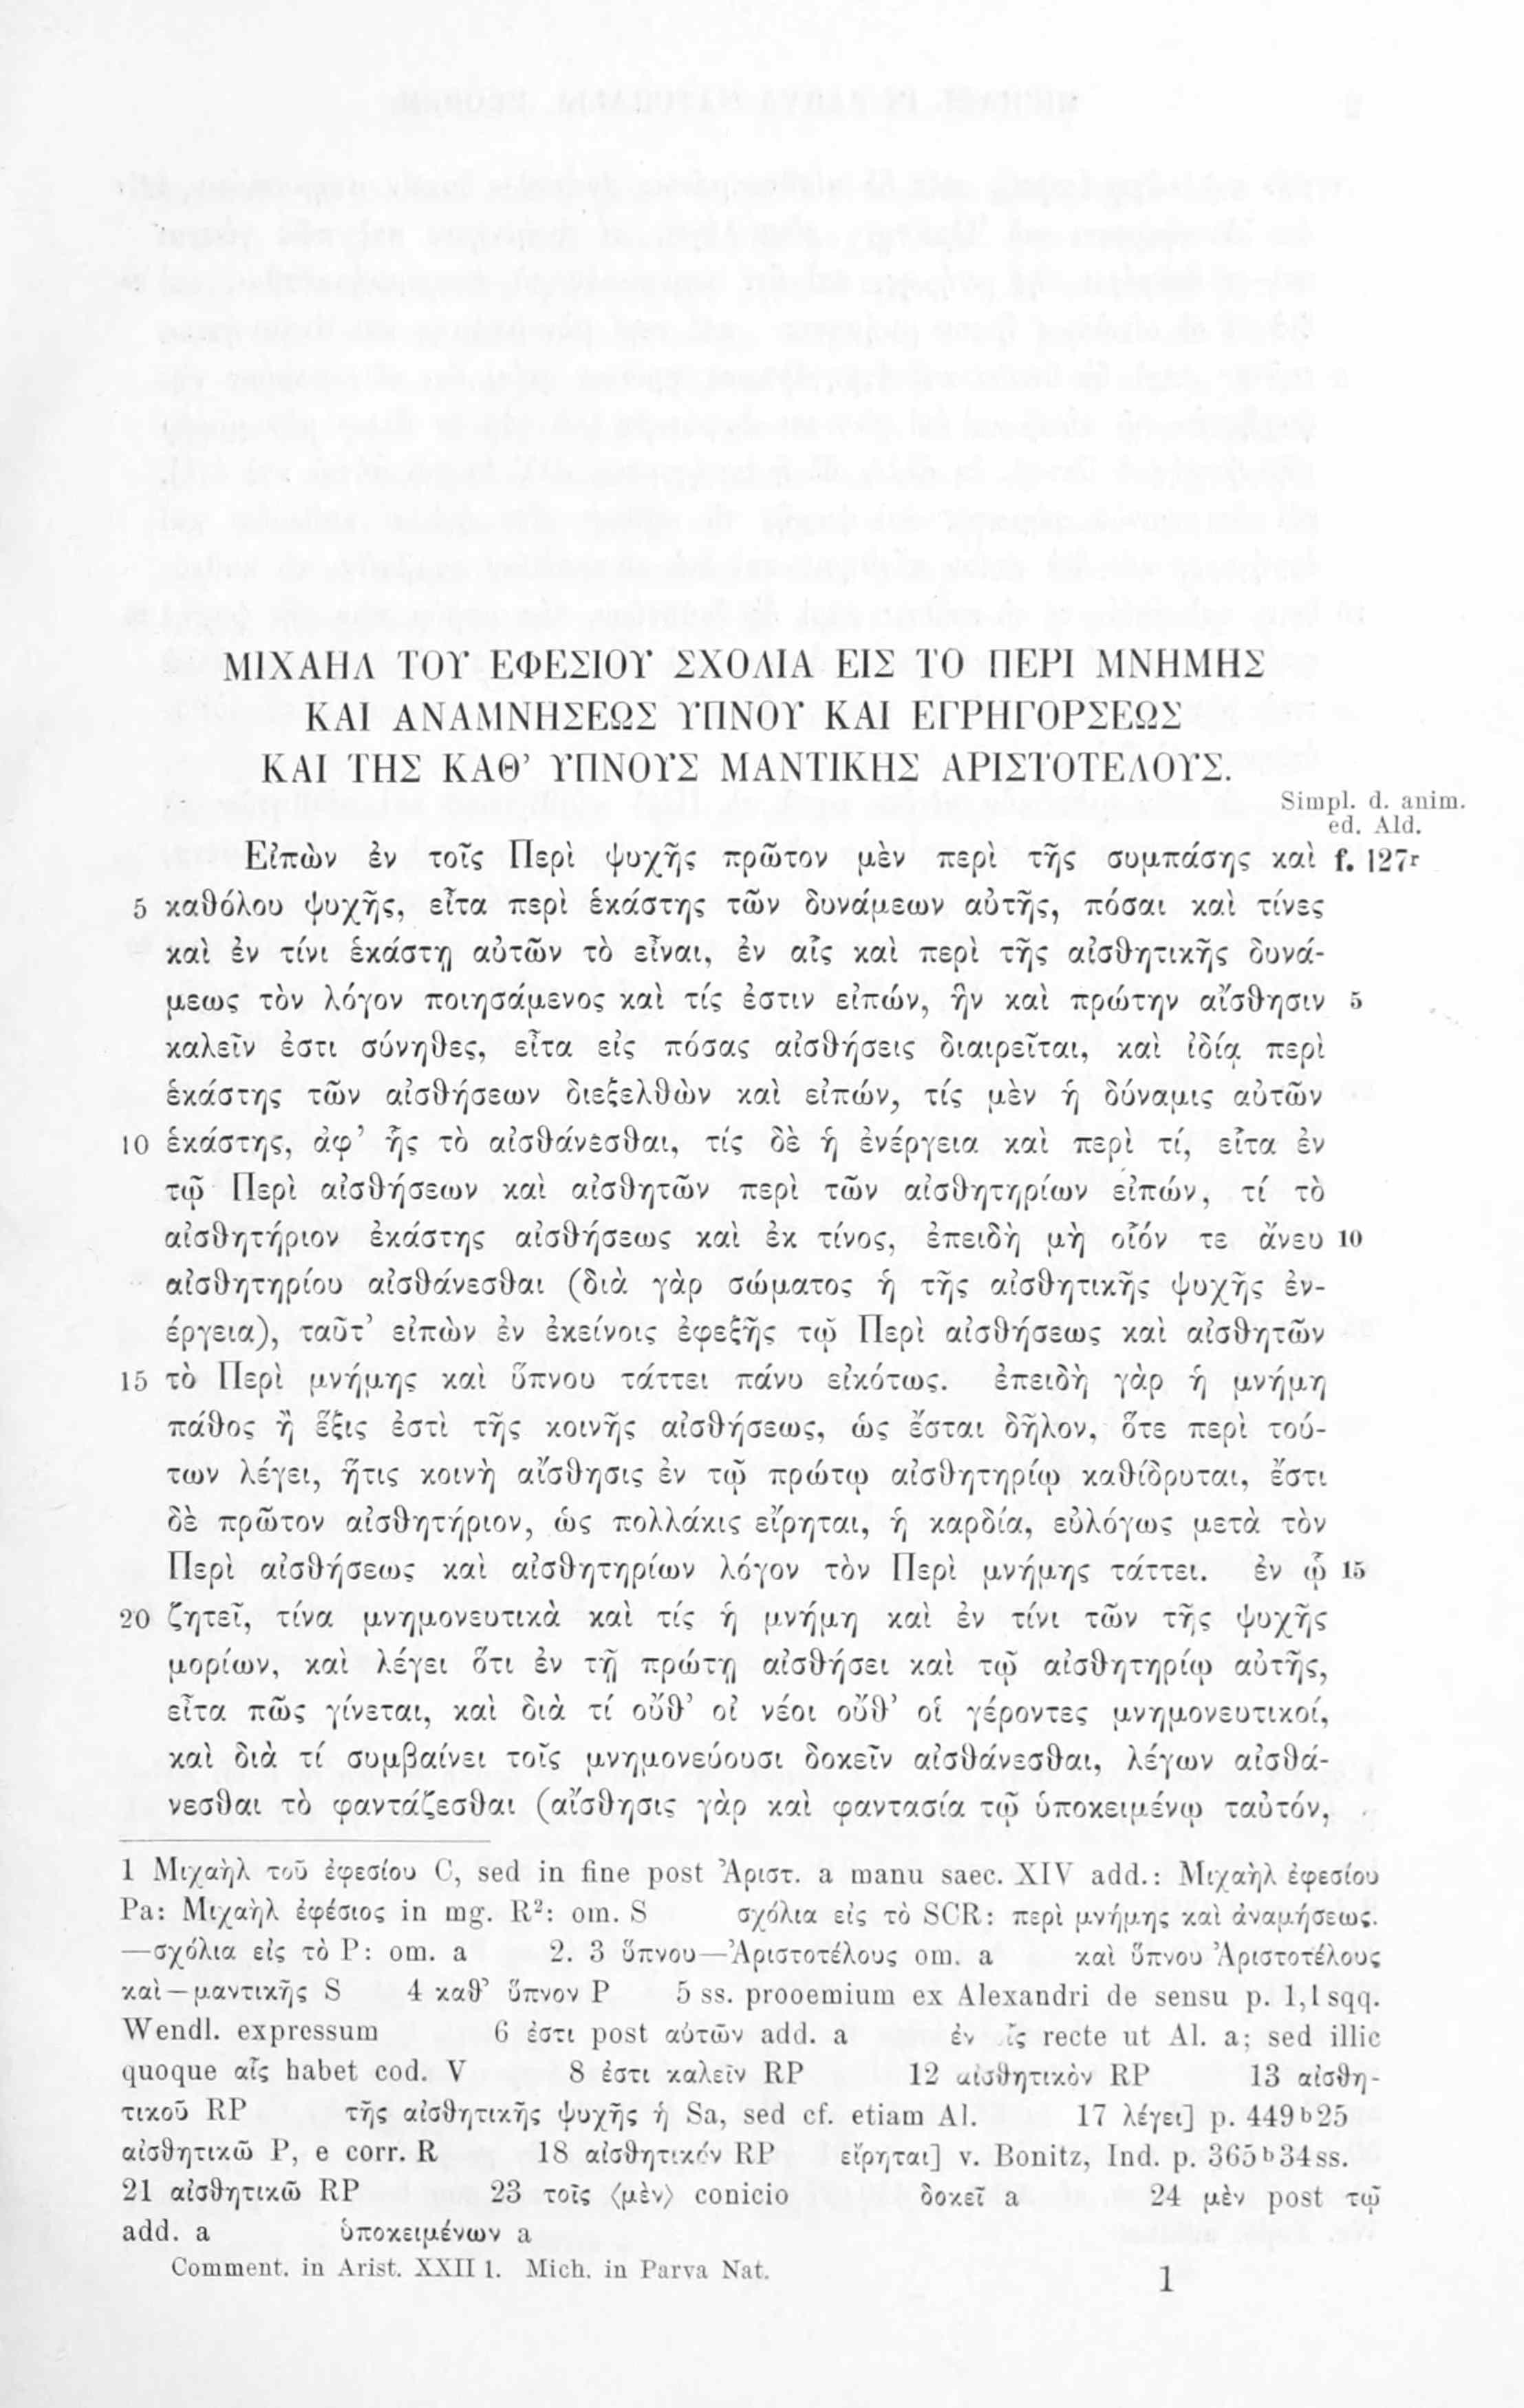 ΜΙΧΑΗΛ ΤΟΥ ΕΦΕΣΙΟΥ ΣΧΟΛΙΑ ΕΙΣ ΤΟ ΠΕΡΙ ΜΝΗΜΗΣ
ΚΑΙ ΑΝΑΜΝΗΣΕΩΣ ΥΠΝΟΥ ΚΑΙ ΕΓΡΗΓΟΡΣΕΩΣ
ΚΑΙ ΤΗΣ ΚΑΘ’ ΥΠΝΟΥΣ ΜΑΝΤΙΚΗΣ ΑΡΙΣΤΟΤΕΛΟΥΣ.
Simpl. d. anim.
ed. Ald.
Εἰπὼν ἐν τοῖς Περὶ ψυχῆς πρῶτον μὲν περὶ τῆς συμπάσης καὶ f. 127r
5 καθόλου ψυχῆς, εἶτα περὶ ἑκάστης τῶν δυνάμεων αὐτῆς, πόσαι καὶ τίνες
καὶ ἐν τίνι ἑκάστῃ αὐτῶν τὸ εἶναι, ἐν αἷς καὶ περὶ τῆς αἰσθητικῆς δυνά-
μεως τὸν λόγον ποιησάμενος καὶ τίς ἐστιν εἰπών, ἣν καὶ πρώτην αἴσθησιν 5
καλεῖν ἐστι σύνηθες, εἶτα εἰς πόσας αἰσθήσεις διαιρεῖται, καὶ ἰδίᾳ περὶ
ἑκάστης τῶν αἰσθήσεων διεξελθὼν καὶ εἰπών, τίς μὲν ἡ δύναμις αὐτῶν
10 ἑκάστης, ἀφ’ ἧς τὸ αἰσθάνεσθαι, τίς δὲ ἡ ἐνέργεια καὶ περὶ τί, εἶτα ἐν
τῷ Περὶ αἰσθήσεων καὶ αἰσθητῶν περὶ τῶν αἰσθητηρίων εἰπών, τί τὸ
αἰσθητήριον ἑκάστης αἰσθήσεως καὶ ἐκ τίνος, ἐπειδὴ μὴ οἷόν τε ἄνευ 10
αἰσθητηρίου αἰσθάνεσθαι (διὰ γὰρ σώματος ἡ τῆς αἰσθητικῆς ψυχῆς ἐν-
έργεια), ταῦτ’ εἰπὼν ἐν ἐκείνοις ἐφεξῆς τῷ Περὶ αἰσθήσεως καὶ αἰσθητῶν
15 τὸ Περὶ μνήμης καὶ ὕπνου τάττει πάνυ εἰκότως. ἐπειδὴ γὰρ ἡ μνήμη
πάθος ἢ ἕξις ἐστὶ τῆς κοινῆς αἰσθήσεως, ὡς ἔσται δῆλον, ὅτε περὶ τού-
των λέγει, ἥτις κοινὴ αἴσθησις ἐν τῷ πρώτῳ αἰσθητηρίῳ καθίδρυται, ἔστι
δὲ πρῶτον αἰσθητήριον, ὡς πολλάκις εἴρηται, ἡ καρδία, εὐλόγως μετὰ τὸν
Περὶ αἰσθήσεως καὶ αἰσθητηρίων λόγον τὸν Περὶ μνήμης τάττει. ἐν ᾧ 15
20 ζητεῖ, τίνα μνημονευτικὰ καὶ τίς ἡ μνήμη καὶ ἐν τίνι τῶν τῆς ψυχῆς
μορίων, καὶ λέγει ὅτι ἐν τῇ πρώτῃ αἰσθήσει καὶ τῷ αἰσθητηρίῳ αὐτῆς,
εἶτα πῶς γίνεται, καὶ διὰ τί οὔθ’ οἱ νέοι οὔθ’ οἱ γέροντες μνημονευτικοί,
καὶ διὰ τί συμβαίνει τοῖς μνημονεύουσι δοκεῖν αἰσθάνεσθαι, λέγων αἰσθά-
νεσθαι τὸ φαντάζεσθαι (αἴσθησις γὰρ καὶ φαντασία τῷ ὑποκειμένῳ ταὐτόν,
1 Μιχαὴλ τοῦ ἐφεσίου C, sed in fine post Ἀριστ. a manu saec. XIV add.: Μιχαὴλ ἐφεσίου
Pa: Μιχαὴλ ἐφέσιος in mg. R²: om. S σχόλια εἰς τὸ SCR: περὶ μνήμης καὶ ἀναμήσεως.
—σχόλια εἰς τὸ P: om. a 2. 3 ὕπνου—Ἀριστοτέλους om. a καὶ ὕπνου Ἀριστοτέλους
καὶ—μαντικῆς S 4 καθ’ ὕπνον P 5 ss. prooemium ex Alexandri de sensu p. 1,1 sqq.
Wendl. expressum 6 ἐστι post αὐτῶν add. a ἐν ἷς recte ut Al. a; sed illic
quoque αἷς habet cod. V 8 ἐστι καλεῖν RP 12 αἰσθητικὸν RP 13 αἰσθη-
τικοῦ RP τῆς αἰσθητικῆς ψυχῆς ἡ Sa, sed cf. etiam Al. 17 λέγει] p. 449b25
αἰσθητικῶ P, e corr. R 18 αἰσθητικόν RP εἴρηται] v. Bonitz, Ind. p. 365b34ss.
21 αἰσθητικῶ RP 23 τοῖς ⟨μὲν⟩ conicio δοκεῖ a 24 μὲν post τῷ
add. a ὑποκειμένων a
Comment. in Arist. XXII 1. Mich. in Parva Nat. 1